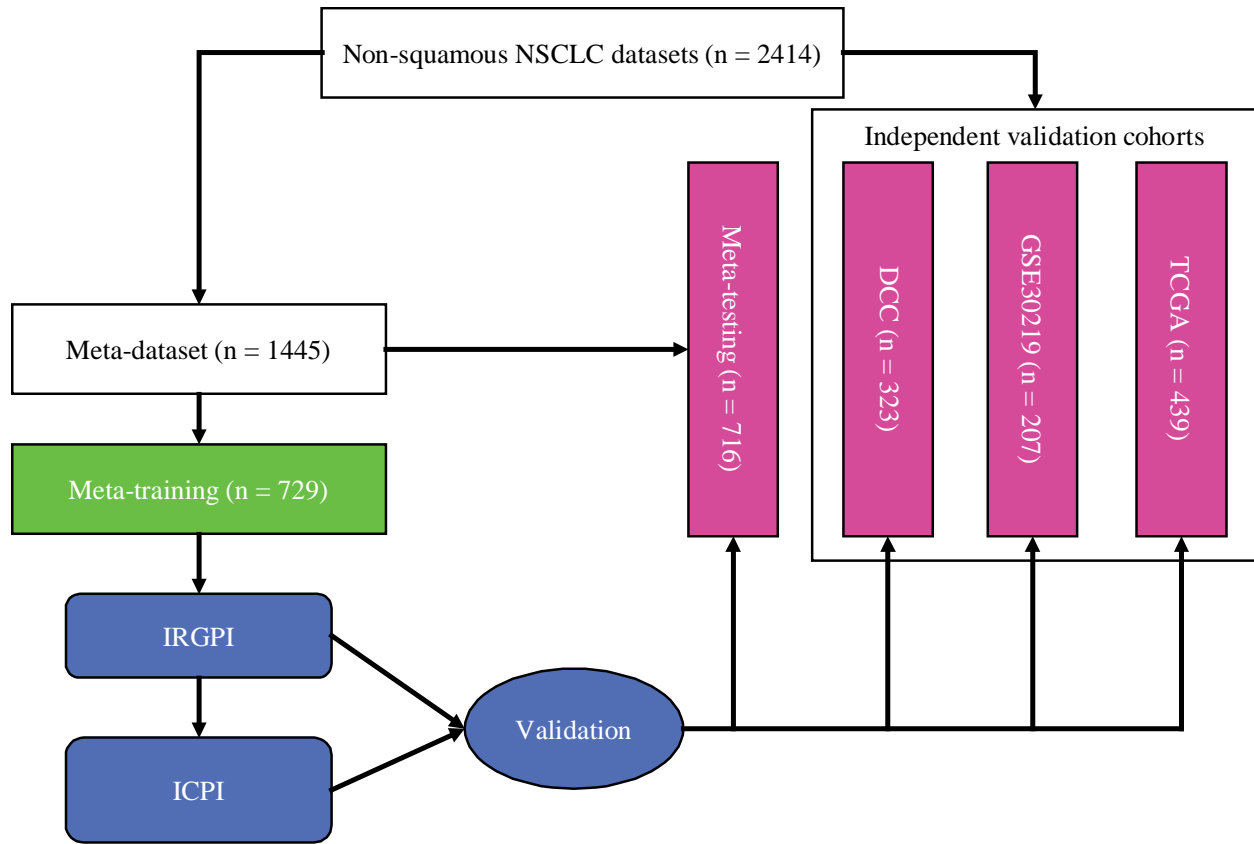 Non-squamous NSCLC datasets (n = 2414)
Independent validation cohorts
Meta-testing (n = 716)
DCC (n = 323)
GSE30219 (n = 207)
TCGA (n = 439)
Meta-dataset (n = 1445)
Meta-training (n = 729)
IRGPI
Validation
ICPI